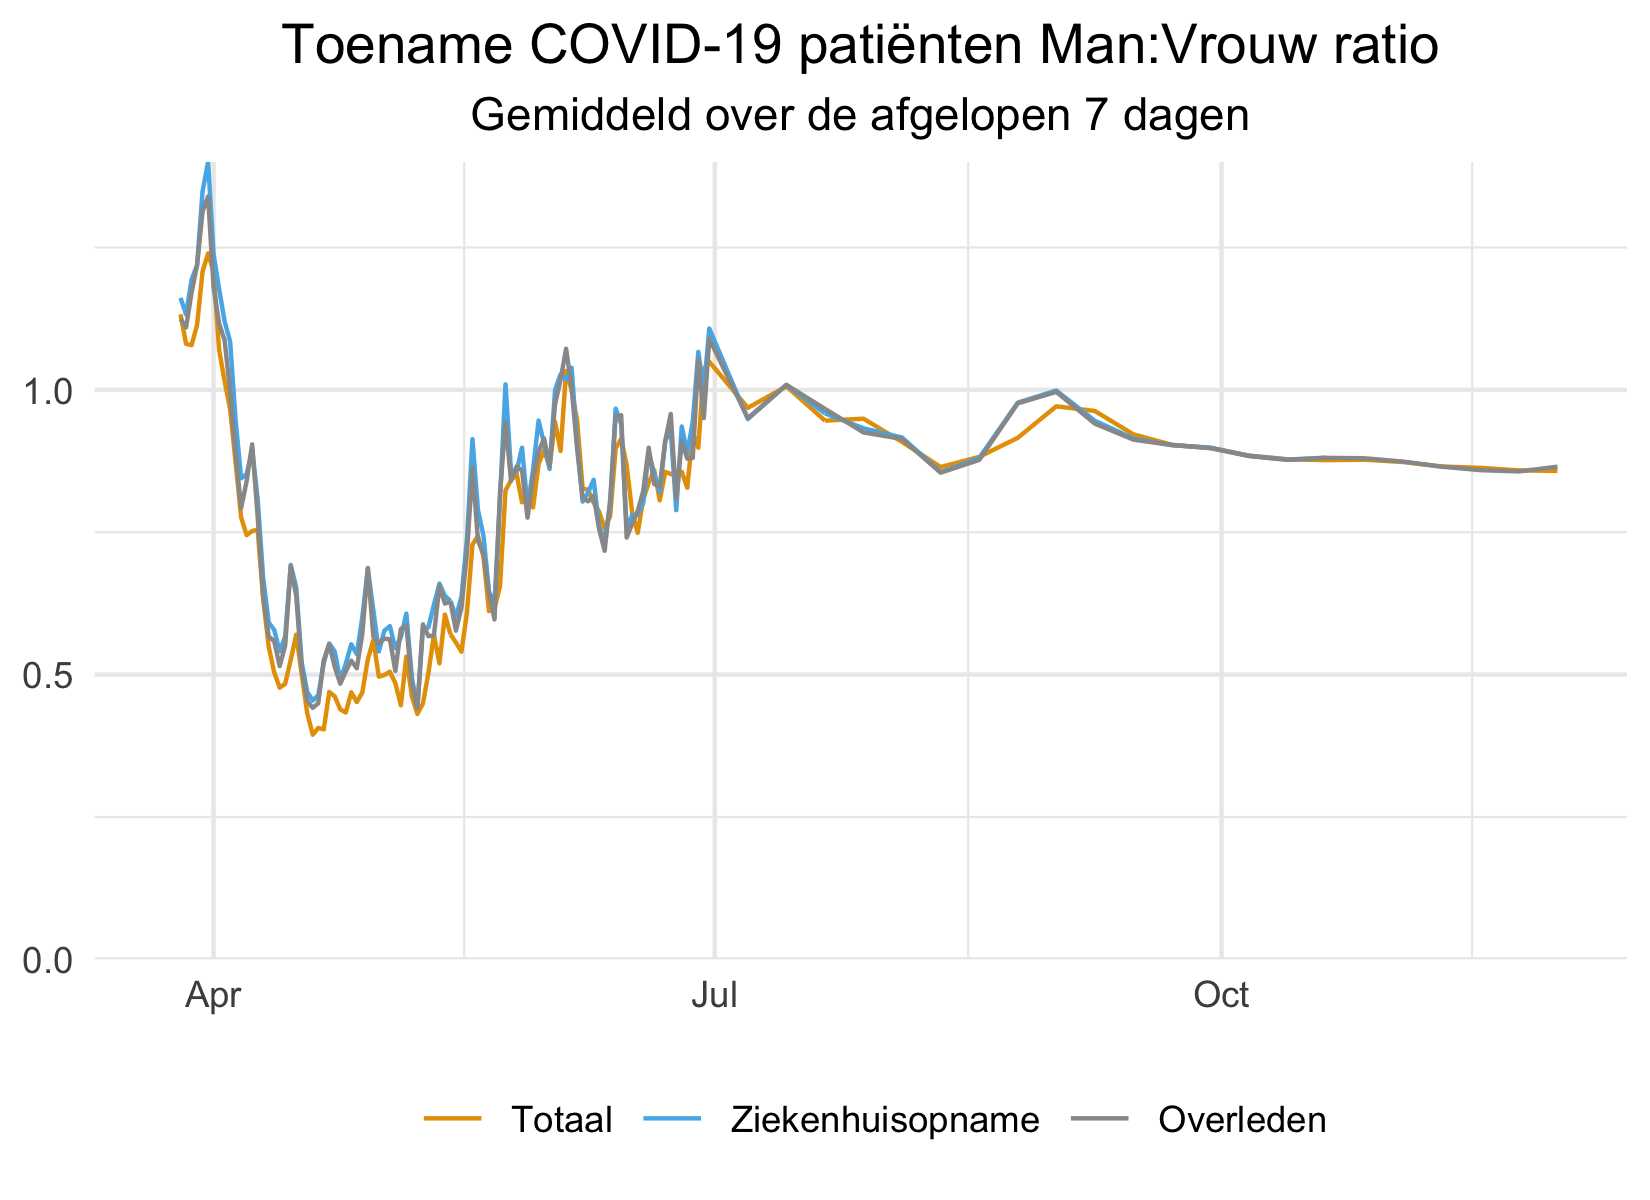 Toename COVID-19 patiënten Man:Vrouw ratio
Gemiddeld over de afgelopen 7 dagen
1.0
0.5
0.0
Apr Jul Oct
Totaal Ziekenhuisopname Overleden